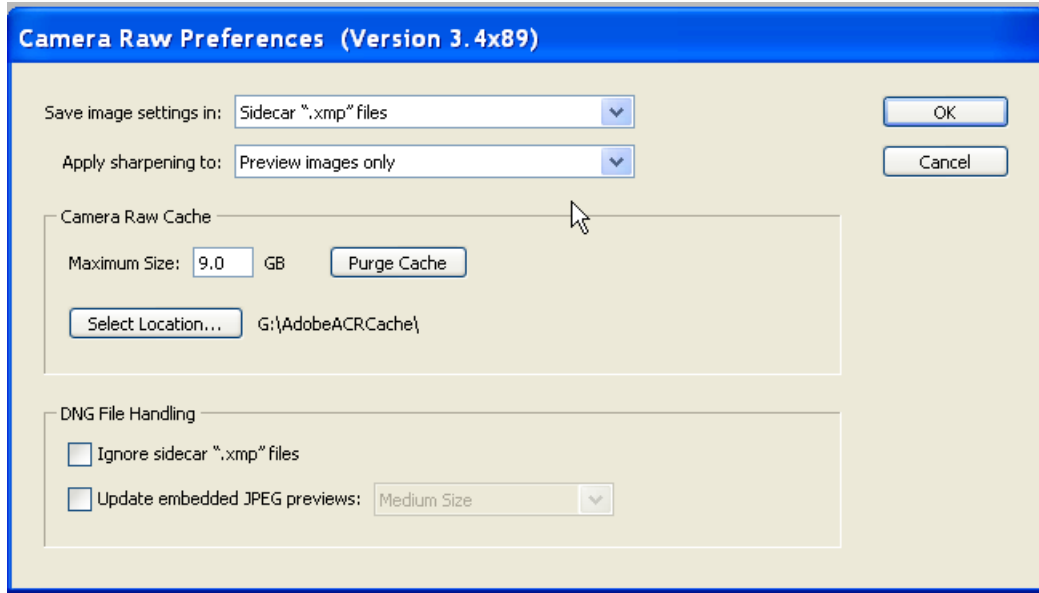 Camera Raw Preferences (Version 3.4x89)
Save image settings in: Sidecar “.xmp” files
OK
Apply sharpening to: Preview images only
Cancel
Camera Raw Cache
Maximum Size: 9.0 GB Purge Cache
Select Location... G:\AdobeACRCache\
DNG File Handling
Ignore sidecar “.xmp” files
Update embedded JPEG previews: Medium Size